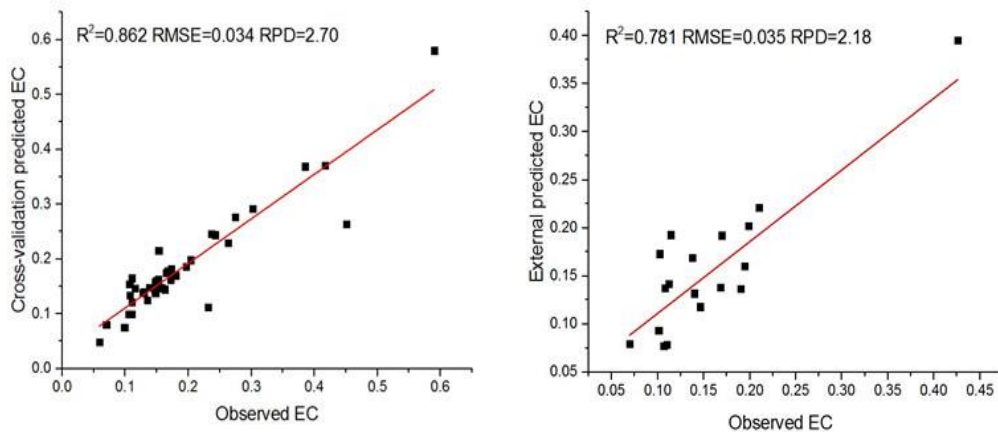 R²=0.862 RMSE=0.034 RPD=2.70
Cross-validation predicted EC
0.6
0.5
0.4
0.3
0.2
0.1
0.0
0.0 0.1 0.2 0.3 0.4 0.5 0.6
Observed EC
R²=0.781 RMSE=0.035 RPD=2.18
External predicted EC
0.40
0.35
0.30
0.25
0.20
0.15
0.10
0.05
0.05 0.10 0.15 0.20 0.25 0.30 0.35 0.40 0.45
Observed EC